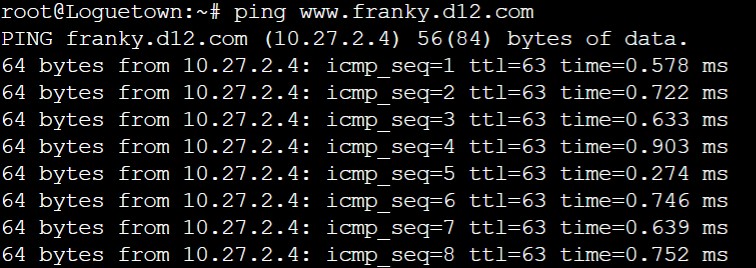 root@Loguetown:~# ping www.franky.d12.com
PING franky.d12.com (10.27.2.4) 56(84) bytes of data.
64 bytes from 10.27.2.4: icmp_seq=1 ttl=63 time=0.578 ms
64 bytes from 10.27.2.4: icmp_seq=2 ttl=63 time=0.722 ms
64 bytes from 10.27.2.4: icmp_seq=3 ttl=63 time=0.633 ms
64 bytes from 10.27.2.4: icmp_seq=4 ttl=63 time=0.903 ms
64 bytes from 10.27.2.4: icmp_seq=5 ttl=63 time=0.274 ms
64 bytes from 10.27.2.4: icmp_seq=6 ttl=63 time=0.746 ms
64 bytes from 10.27.2.4: icmp_seq=7 ttl=63 time=0.639 ms
64 bytes from 10.27.2.4: icmp_seq=8 ttl=63 time=0.752 ms